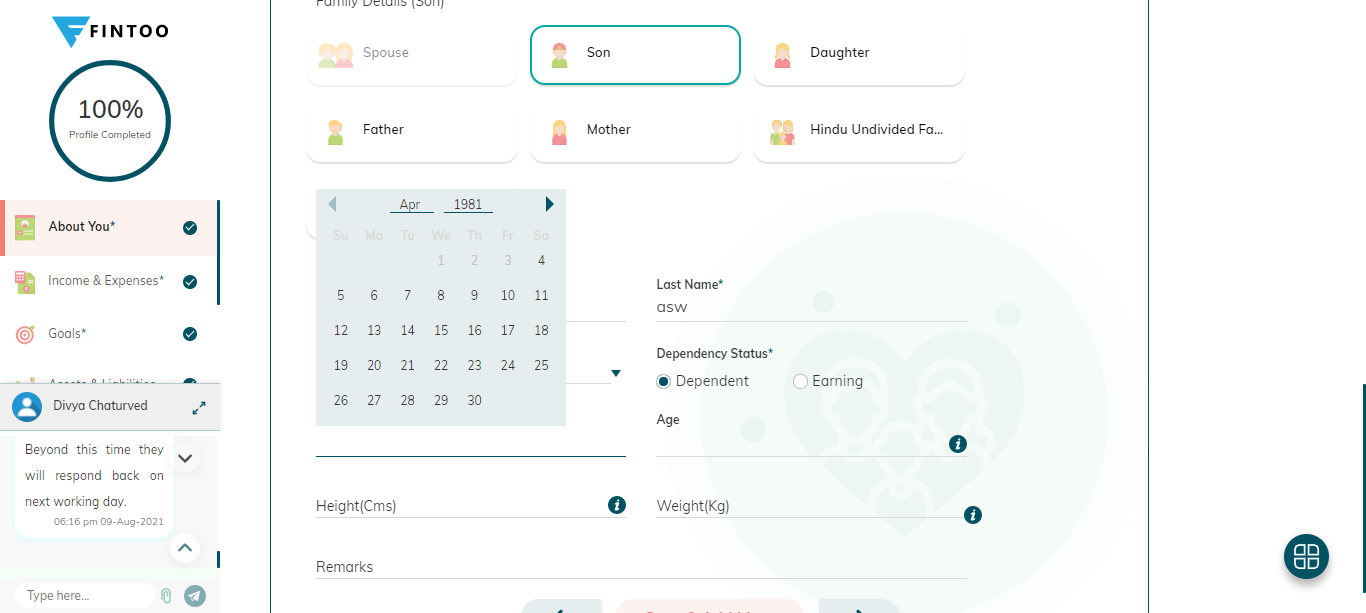 Family Details (Son)
FINTOO
100%
Profile Completed
About You*
Income & Expenses*
Goals*
Assets & Liabilities
Divya Chaturved
Beyond this time they
will respond back on
next working day.
06:16 pm 09-Aug-2021
Type here...
Spouse
Son
Daughter
Father
Mother
Hindu Undivided Fa...
Apr 1981
Su Mo Tu We Th Fr Sa
1 2 3 4
5 6 7 8 9 10 11
12 13 14 15 16 17 18
19 20 21 22 23 24 25
26 27 28 29 30
Last Name*
asw
Dependency Status*
Dependent Earning
Age
Height(Cms)
Weight(Kg)
Remarks